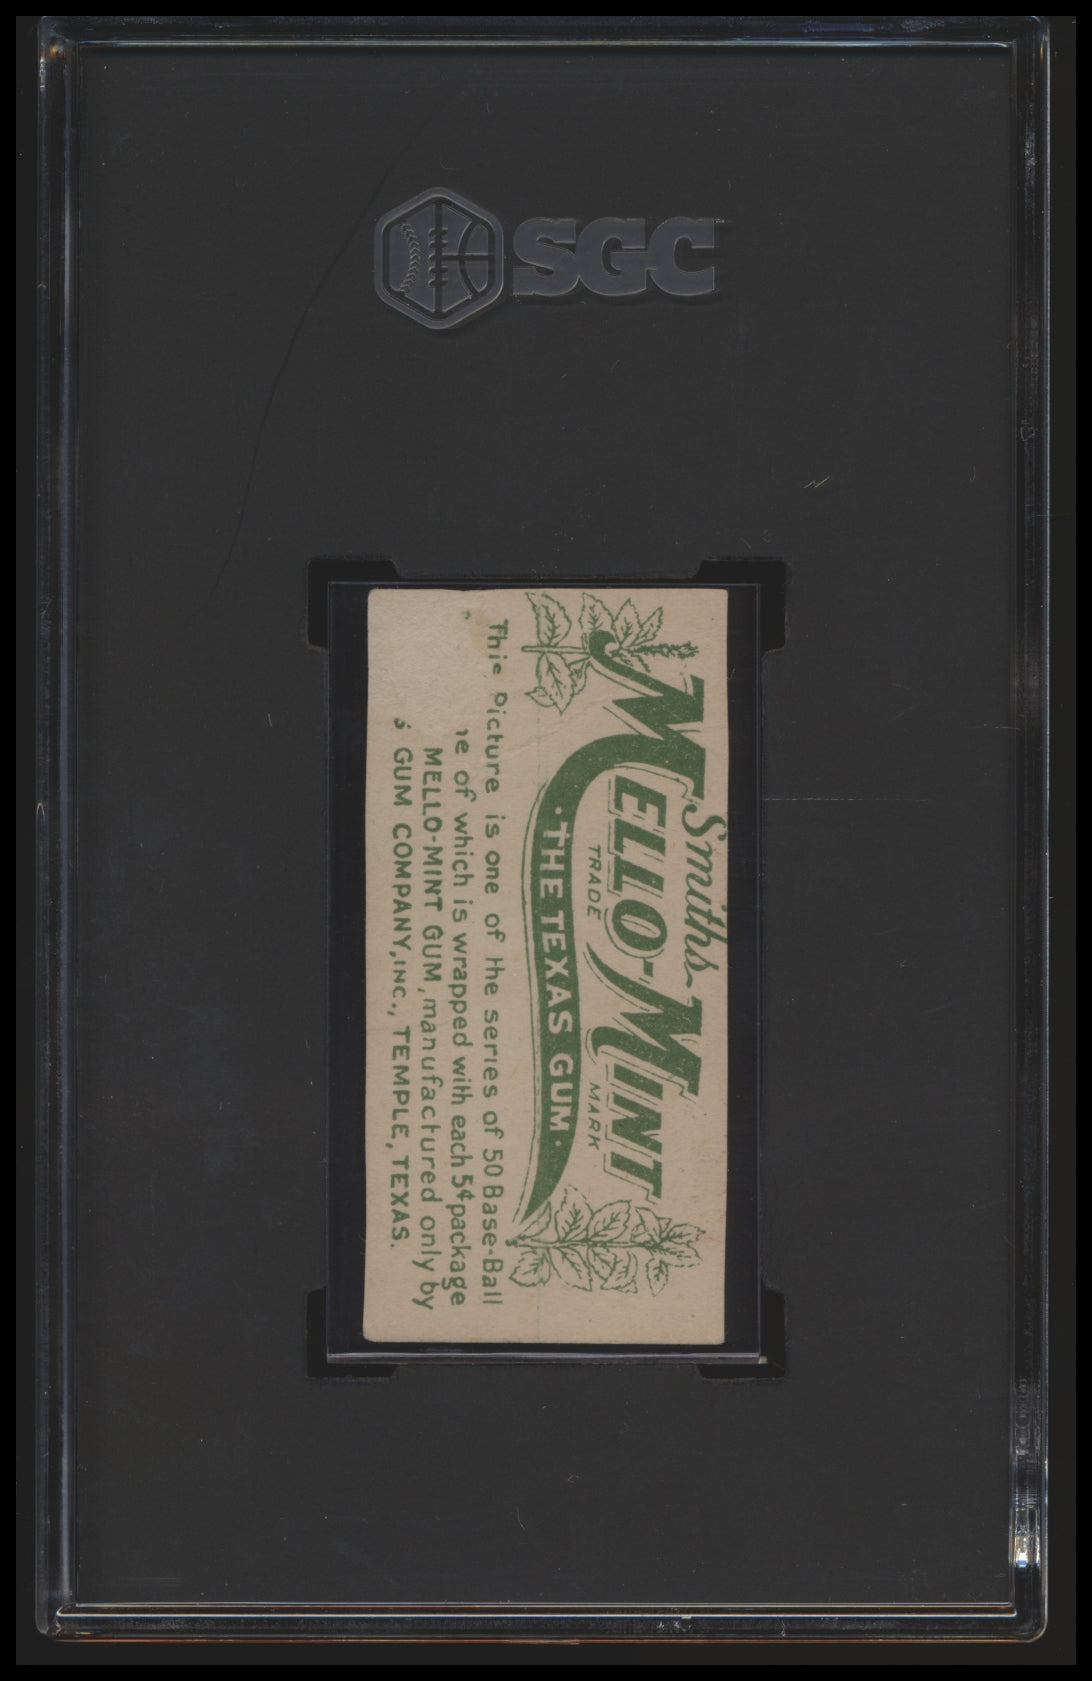 SGC
Smiths
MELLO-MINT
TRADE MARK
· THE TEXAS GUM ·
This Picture is one of the series of 50 Base-Ball
of which is wrapped with each 5¢ package
MELLO-MINT GUM, manufactured only by
GUM COMPANY, INC., TEMPLE, TEXAS.